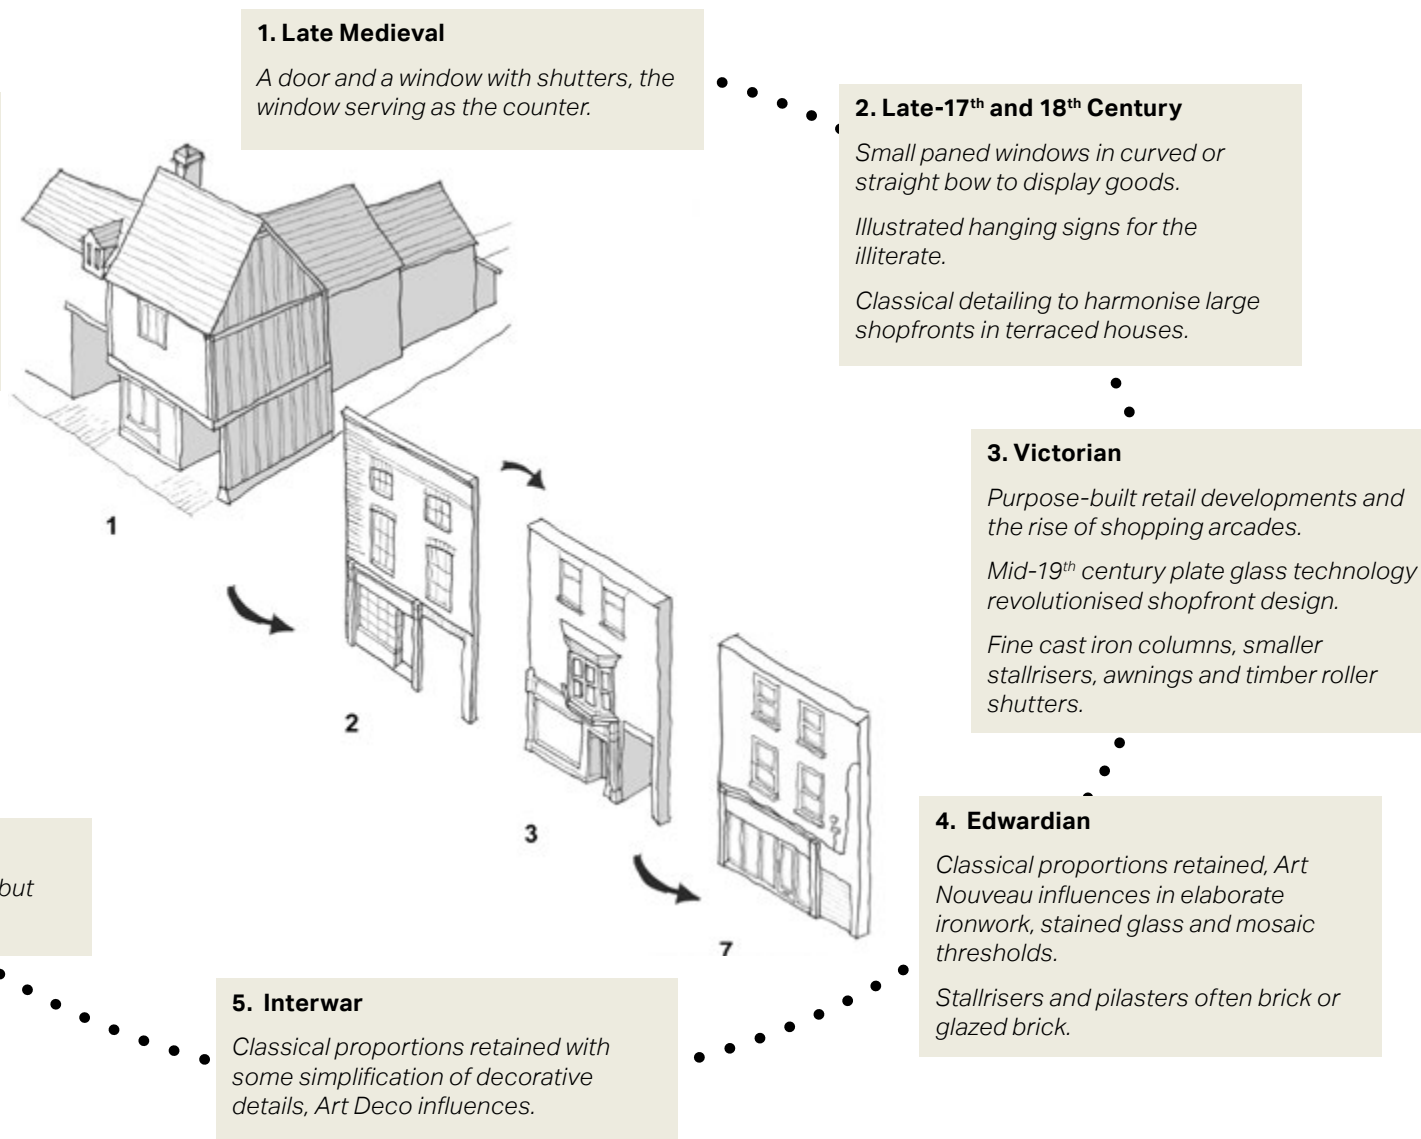 1. Late Medieval
A door and a window with shutters, the
window serving as the counter.
2. Late-17th and 18th Century
Small paned windows in curved or
straight bow to display goods.
Illustrated hanging signs for the
illiterate.
Classical detailing to harmonise large
shopfronts in terraced houses.
3. Victorian
Purpose-built retail developments and
the rise of shopping arcades.
Mid-19th century plate glass technology
revolutionised shopfront design.
Fine cast iron columns, smaller
stallrisers, awnings and timber roller
shutters.
4. Edwardian
Classical proportions retained, Art
Nouveau influences in elaborate
ironwork, stained glass and mosaic
thresholds.
Stallrisers and pilasters often brick or
glazed brick.
5. Interwar
Classical proportions retained with
some simplification of decorative
details, Art Deco influences.
but
1
2
3
7